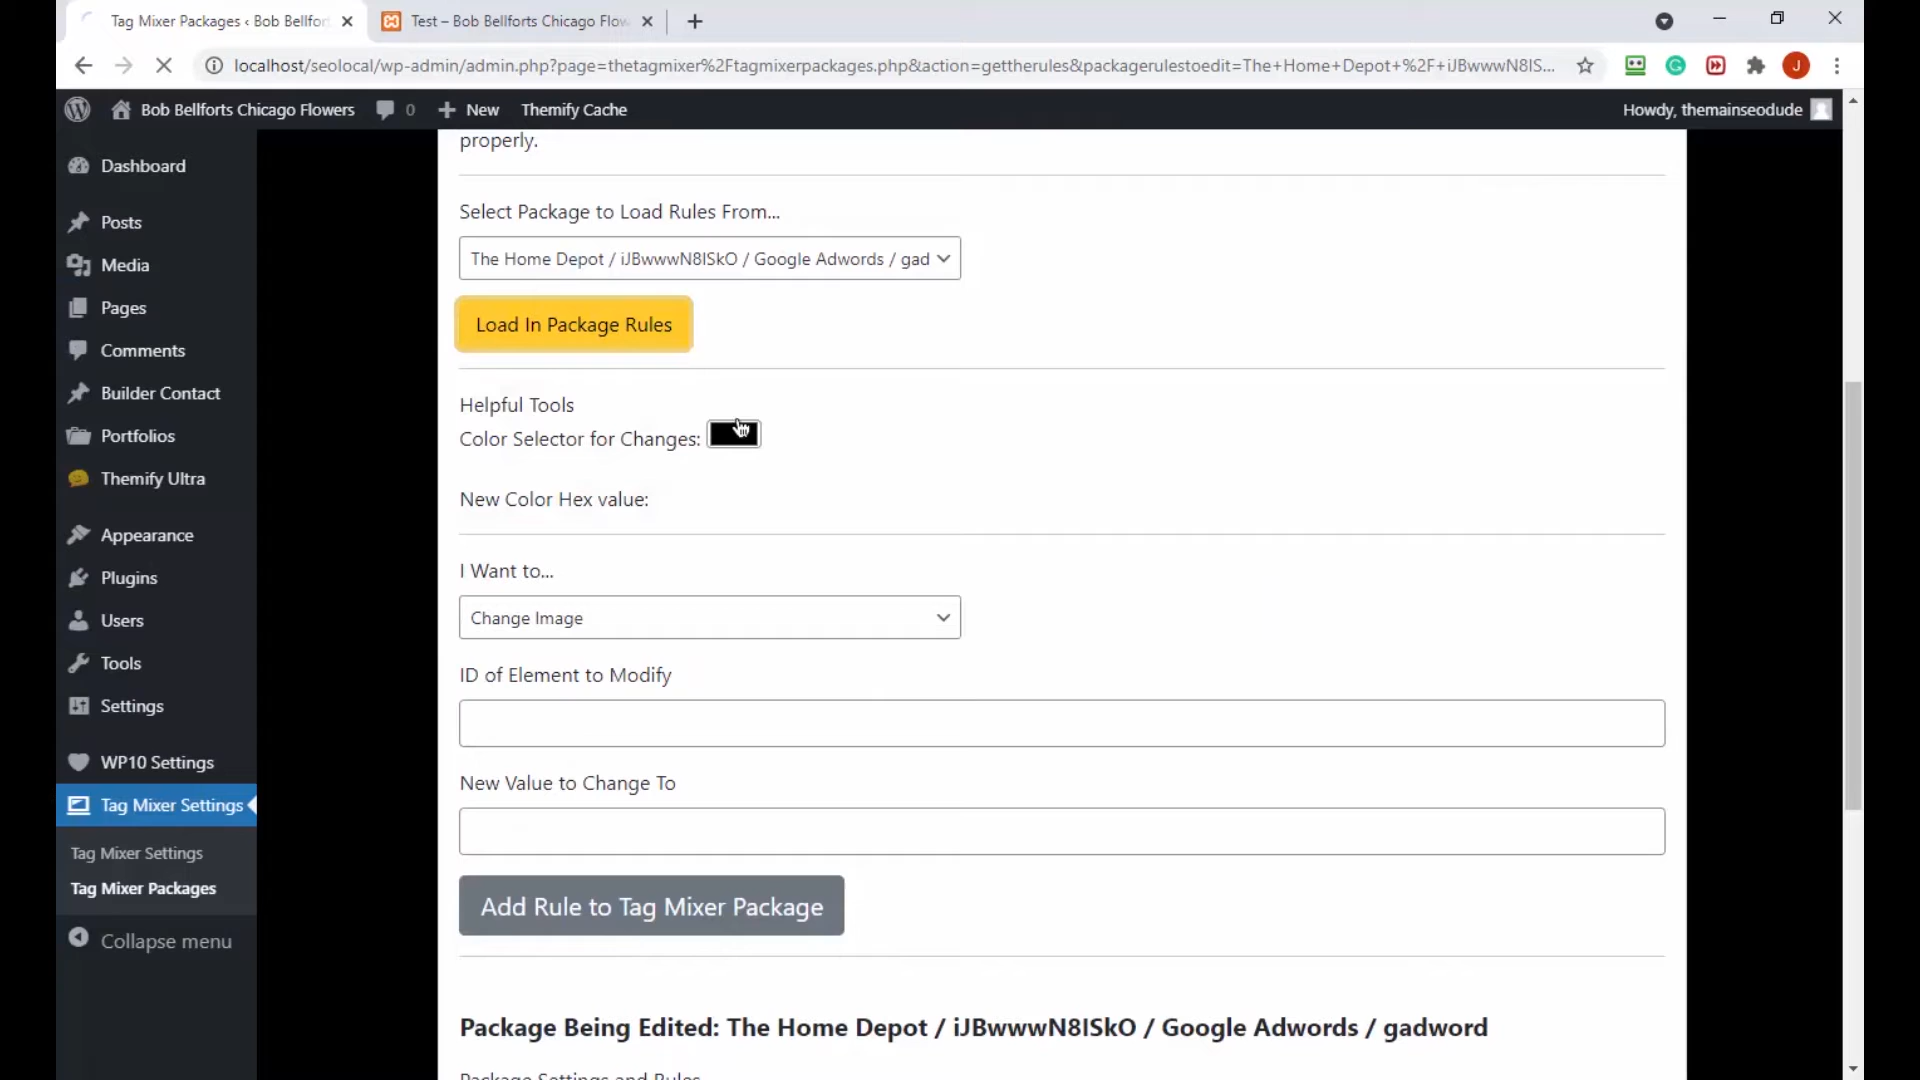 Tag Mixer Packages ‹ Bob Bellfor
Test – Bob Bellforts Chicago Flow
localhost/seolocal/wp-admin/admin.php?page=thetagmixer%2Ftagmixerpackages.php&action=gettherules&packagerulestoedit=The+Home+Depot+%2F+iJBwwwN8IS...
J
Bob Bellforts Chicago Flowers
0
New
Themify Cache
Howdy, themainseodude
Dashboard
Posts
Media
Pages
Comments
Builder Contact
Portfolios
Themify Ultra
Appearance
Plugins
Users
Tools
Settings
WP10 Settings
Tag Mixer Settings
Tag Mixer Settings
Tag Mixer Packages
Collapse menu
properly.
Select Package to Load Rules From...
The Home Depot / iJBwwwN8ISkO / Google Adwords / gad
Load In Package Rules
Helpful Tools
Color Selector for Changes:
New Color Hex value:
I Want to...
Change Image
ID of Element to Modify
New Value to Change To
Add Rule to Tag Mixer Package
Package Being Edited: The Home Depot / iJBwwwN8ISkO / Google Adwords / gadword
Package Settings and Rules